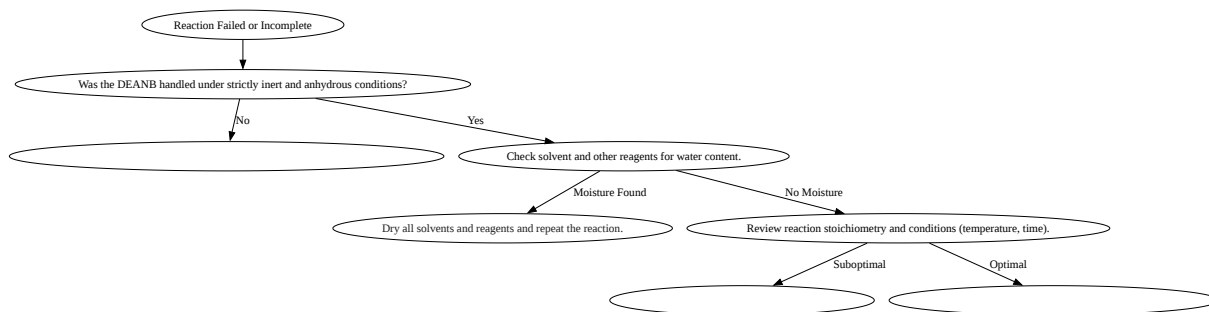 Reaction Failed or Incomplete
Was the DEANB handled under strictly inert and anhydrous conditions?
No
Yes
Check solvent and other reagents for water content.
Moisture Found
No Moisture
Dry all solvents and reagents and repeat the reaction.
Review reaction stoichiometry and conditions (temperature, time).
Suboptimal
Optimal